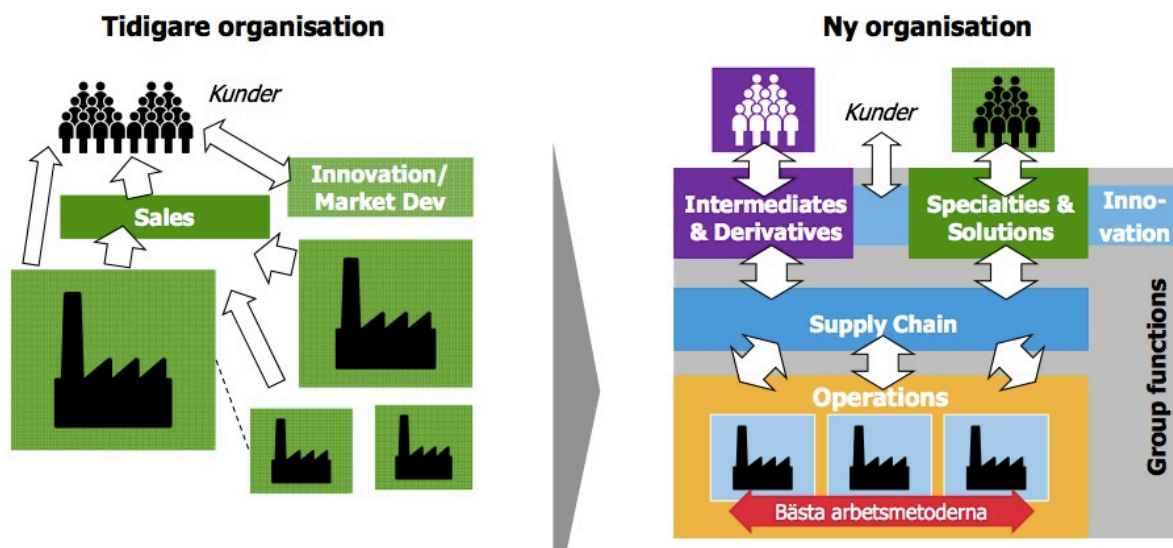 Tidigare organisation
Kunder
Innovation/
Market Dev
Sales
Ny organisation
Kunder
Intermediates
& Derivatives
Specialties &
Solutions
Inno-
vation
Supply Chain
Operations
Bästa arbetsmetoderna
Group functions